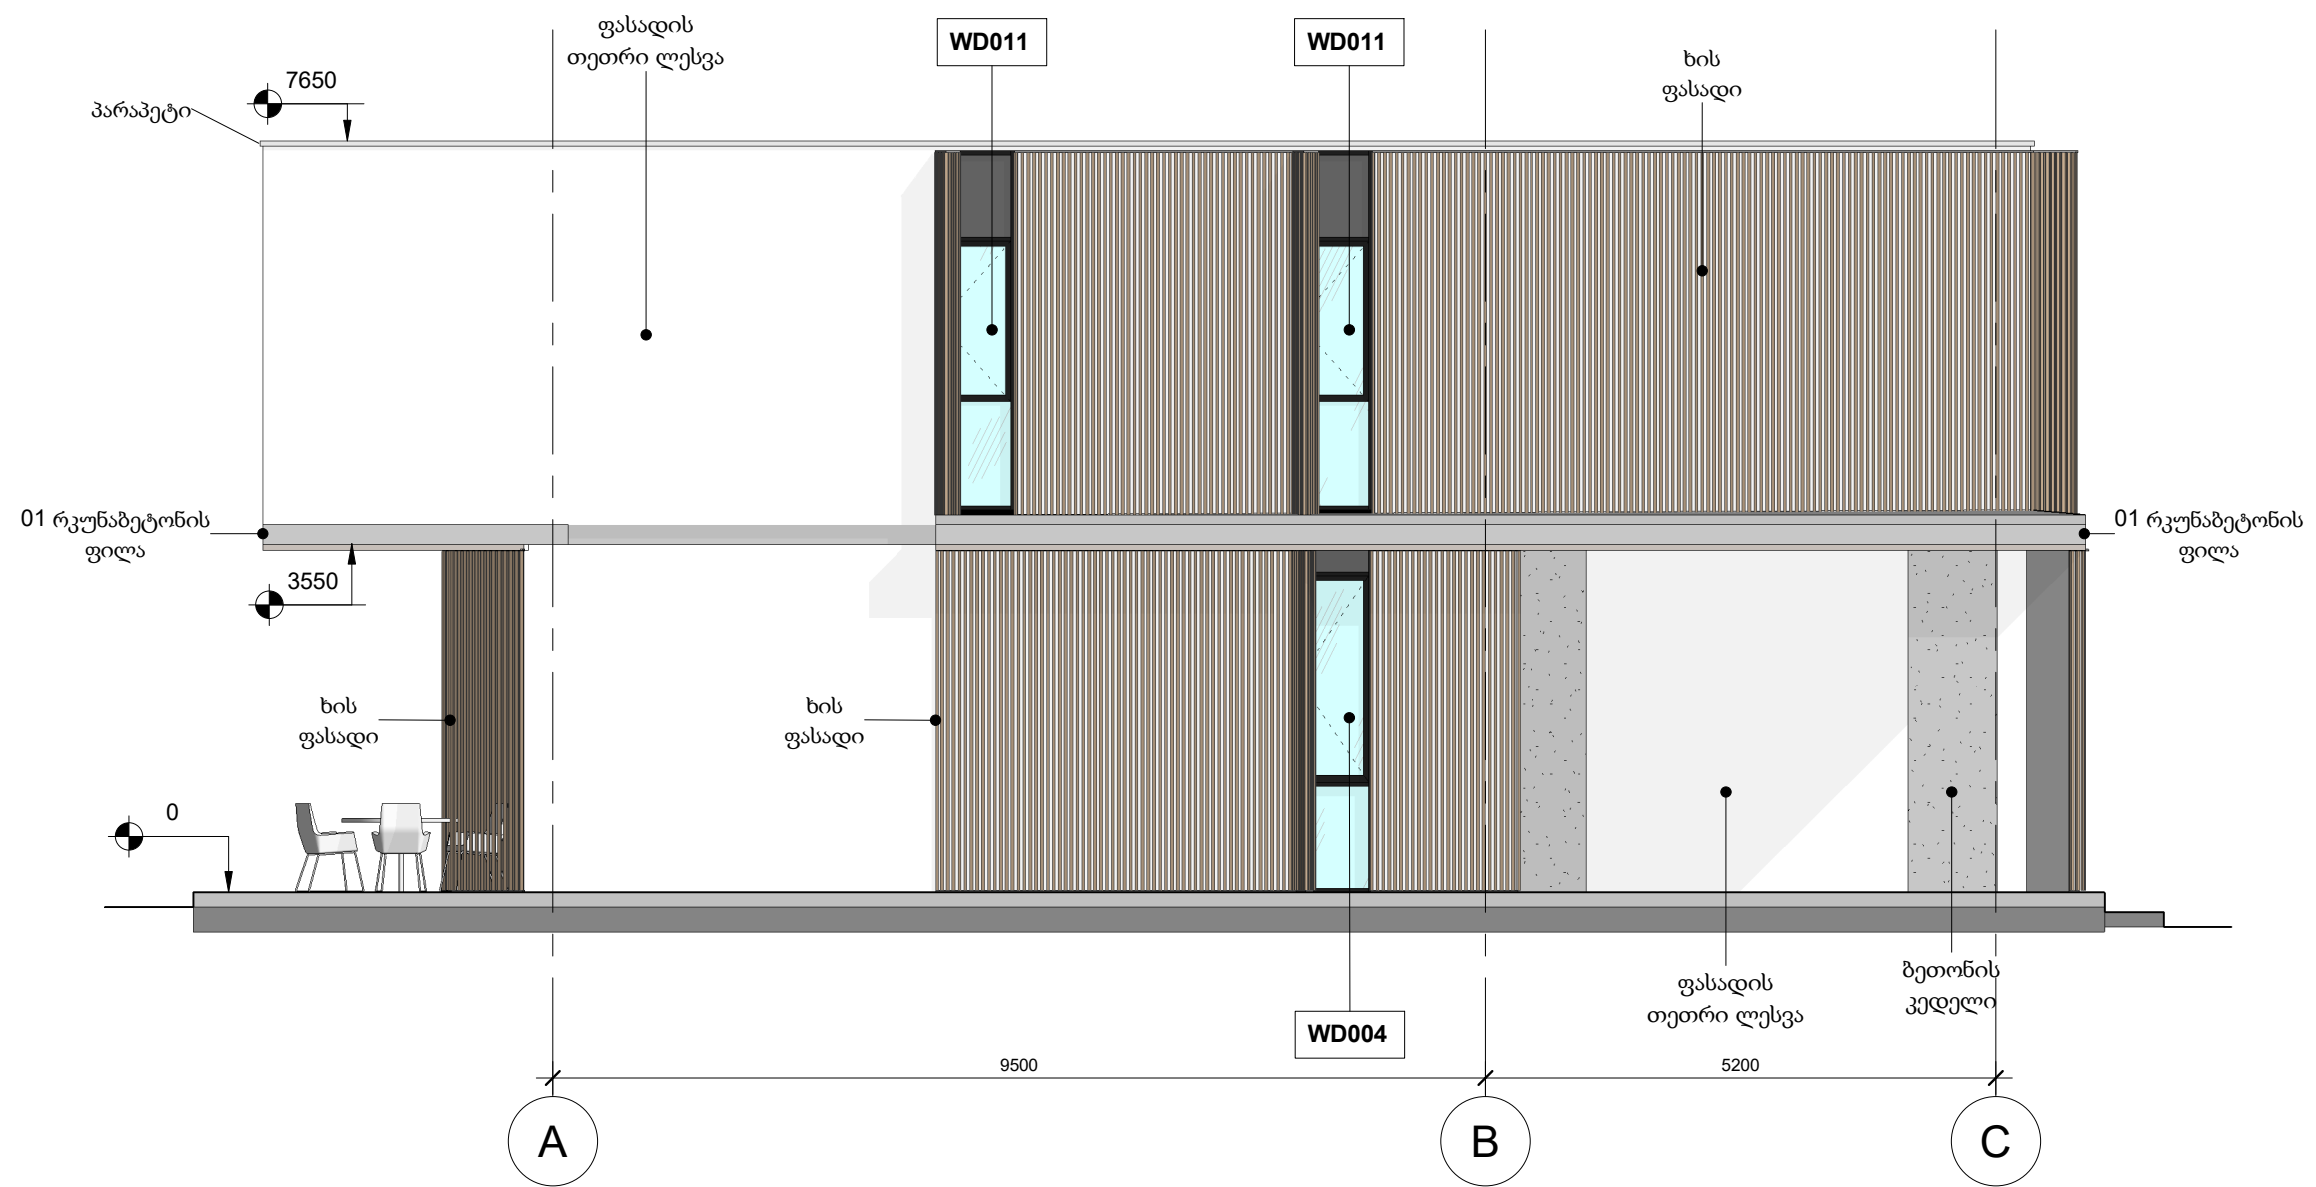 ფასადის
თეთრი ლესვა
WD011
WD011
ხის
ფასადი
7650
პარაპეტი
01 რკუნაბეტონის
ფილა
01 რკუნაბეტონის
ფილა
3550
ხის
ფასადი
ხის
ფასადი
0
ფასადის
თეთრი ლესვა
ბეთონის
კედელი
WD004
9500
5200
A
B
C